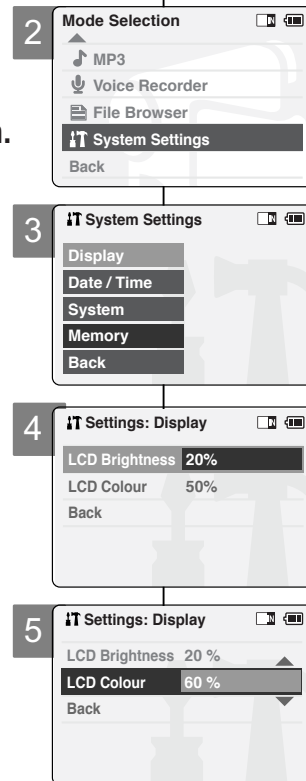 2
Mode Selection
N
MP3
Voice Recorder
File Browser
n.
System Settings
Back
3
System Settings
N
Display
Date / Time
System
Memory
Back
4
Settings: Display
N
LCD Brightness 20%
LCD Colour 50%
Back
5
Settings: Display
N
LCD Brightness 20 %
LCD Colour 60 %
Back